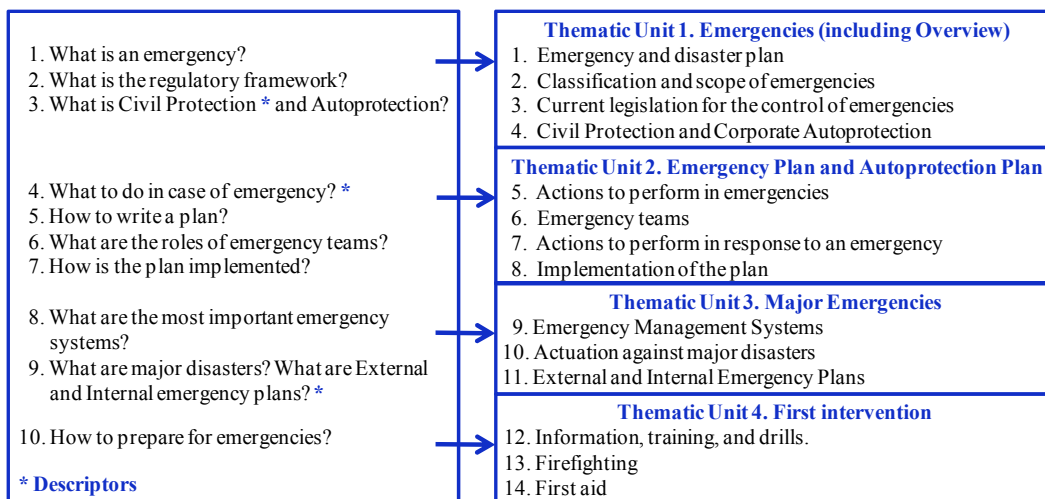 1. What is an emergency?
2. What is the regulatory framework?
3. What is Civil Protection * and Autoprotection?
4. What to do in case of emergency? *
5. How to write a plan?
6. What are the roles of emergency teams?
7. How is the plan implemented?
8. What are the most important emergency
systems?
9. What are major disasters? What are External
and Internal emergency plans? *
10. How to prepare for emergencies?
* Descriptors
Thematic Unit 1. Emergencies (including Overview)
1. Emergency and disaster plan
2. Classification and scope of emergencies
3. Current legislation for the control of emergencies
4. Civil Protection and Corporate Autoprotection
Thematic Unit 2. Emergency Plan and Autoprotection Plan
5. Actions to perform in emergencies
6. Emergency teams
7. Actions to perform in response to an emergency
8. Implementation of the plan
Thematic Unit 3. Major Emergencies
9. Emergency Management Systems
10. Actuation against major disasters
11. External and Internal Emergency Plans
Thematic Unit 4. First intervention
12. Information, training, and drills.
13. Firefighting
14. First aid